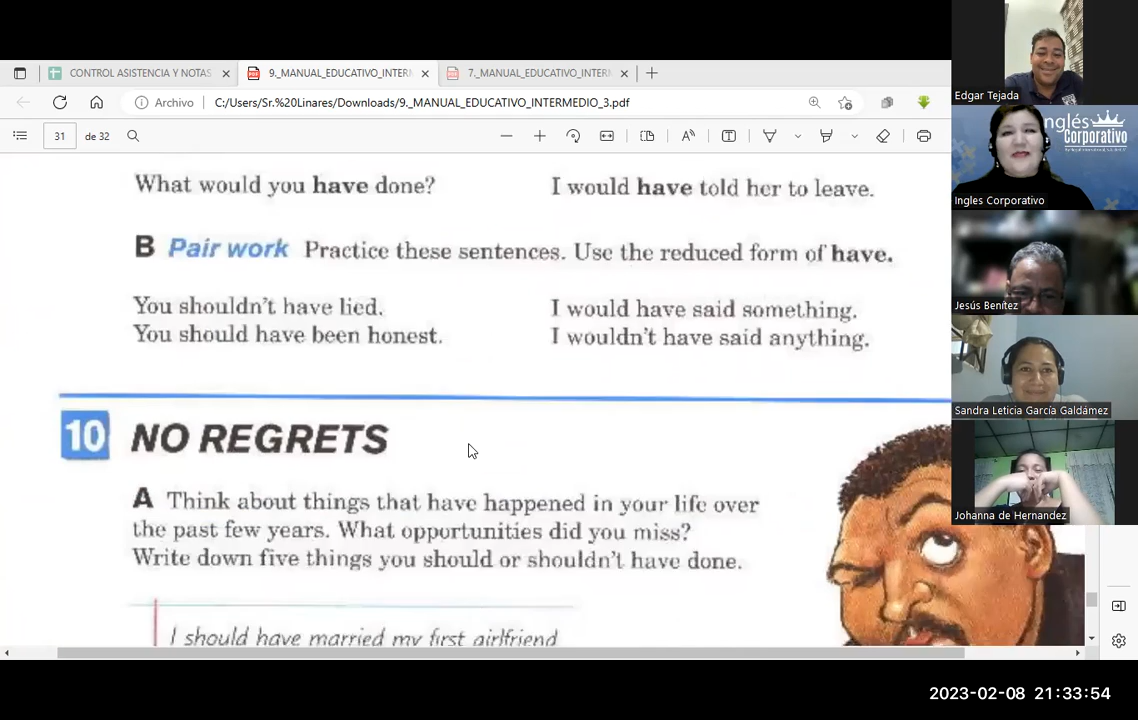 CONTROL ASISTENCIA Y NOTAS
9._MANUAL_EDUCATIVO_INTERM
7._MANUAL_EDUCATIVO_INTERM
Archivo
C:/Users/Sr.%20Linares/Downloads/9._MANUAL_EDUCATIVO_INTERMEDIO_3.pdf
31 de 32
What would you have done? I would have told her to leave.
B Pair work Practice these sentences. Use the reduced form of have.
You shouldn't have lied. I would have said something.
You should have been honest. I wouldn't have said anything.
10 NO REGRETS
A Think about things that have happened in your life over
the past few years. What opportunities did you miss?
Write down five things you should or shouldn't have done.
I should have married my first girlfriend
Edgar Tejada
nglés
Corporativo
Ingles Corporativo
Jesús Benítez
Sandra Leticia García Galdámez
Johanna de Hernandez
2023-02-08 21:33:54